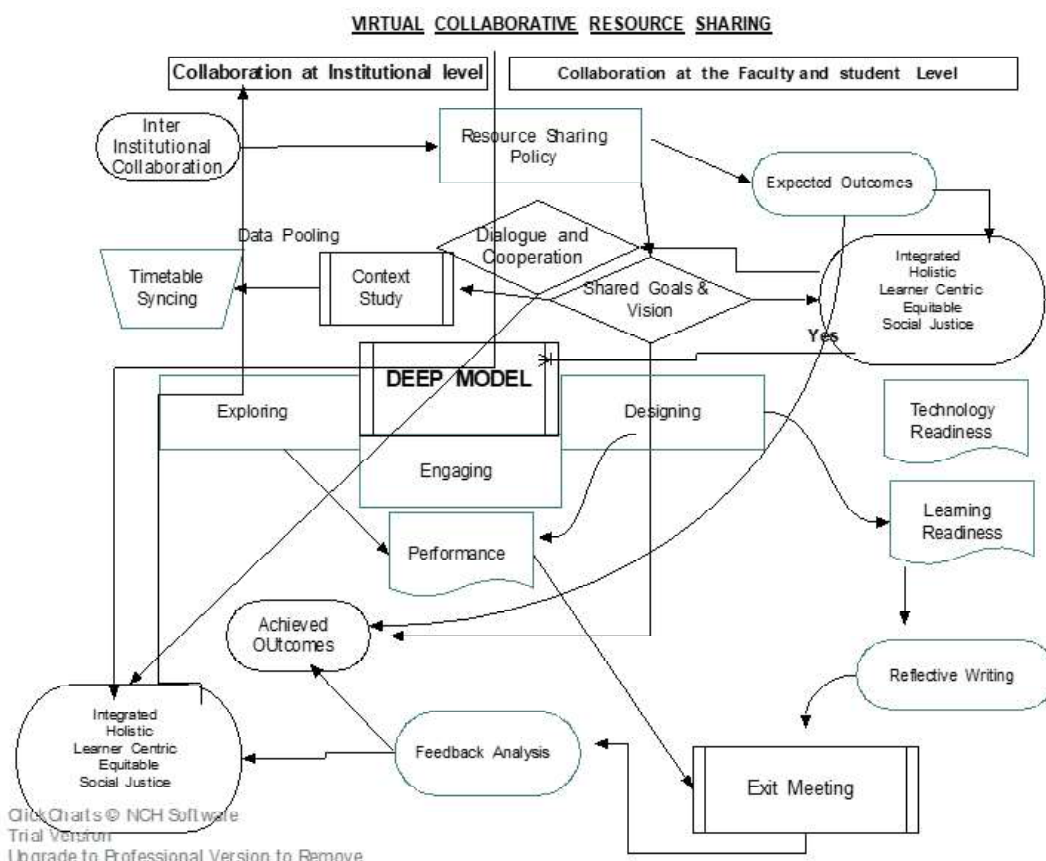 VIRTUAL COLLABORATIVE RESOURCE SHARING
Collaboration at Institutional level
Collaboration at the Faculty and student Level
Inter
Institutional
Collaboration
Resource Sharing
Policy
Expected Outcomes
Data Pooling
Dialogue and
Cooperation
Timetable
Syncing
Context
Study
Shared Goals &
Vision
Integrated
Holistic
Learner Centric
Equitable
Social Justice
Yes
DEEP MODEL
Exploring
Designing
Technology
Readiness
Engaging
Learning
Readiness
Performance
Achieved
OUtcomes
Reflective Writing
Integrated
Holistic
Learner Centric
Equitable
Social Justice
Feedback Analysis
Exit Meeting
ClickCharts © NCH Software
Trial Version
Upgrade to Professional Version to Remove